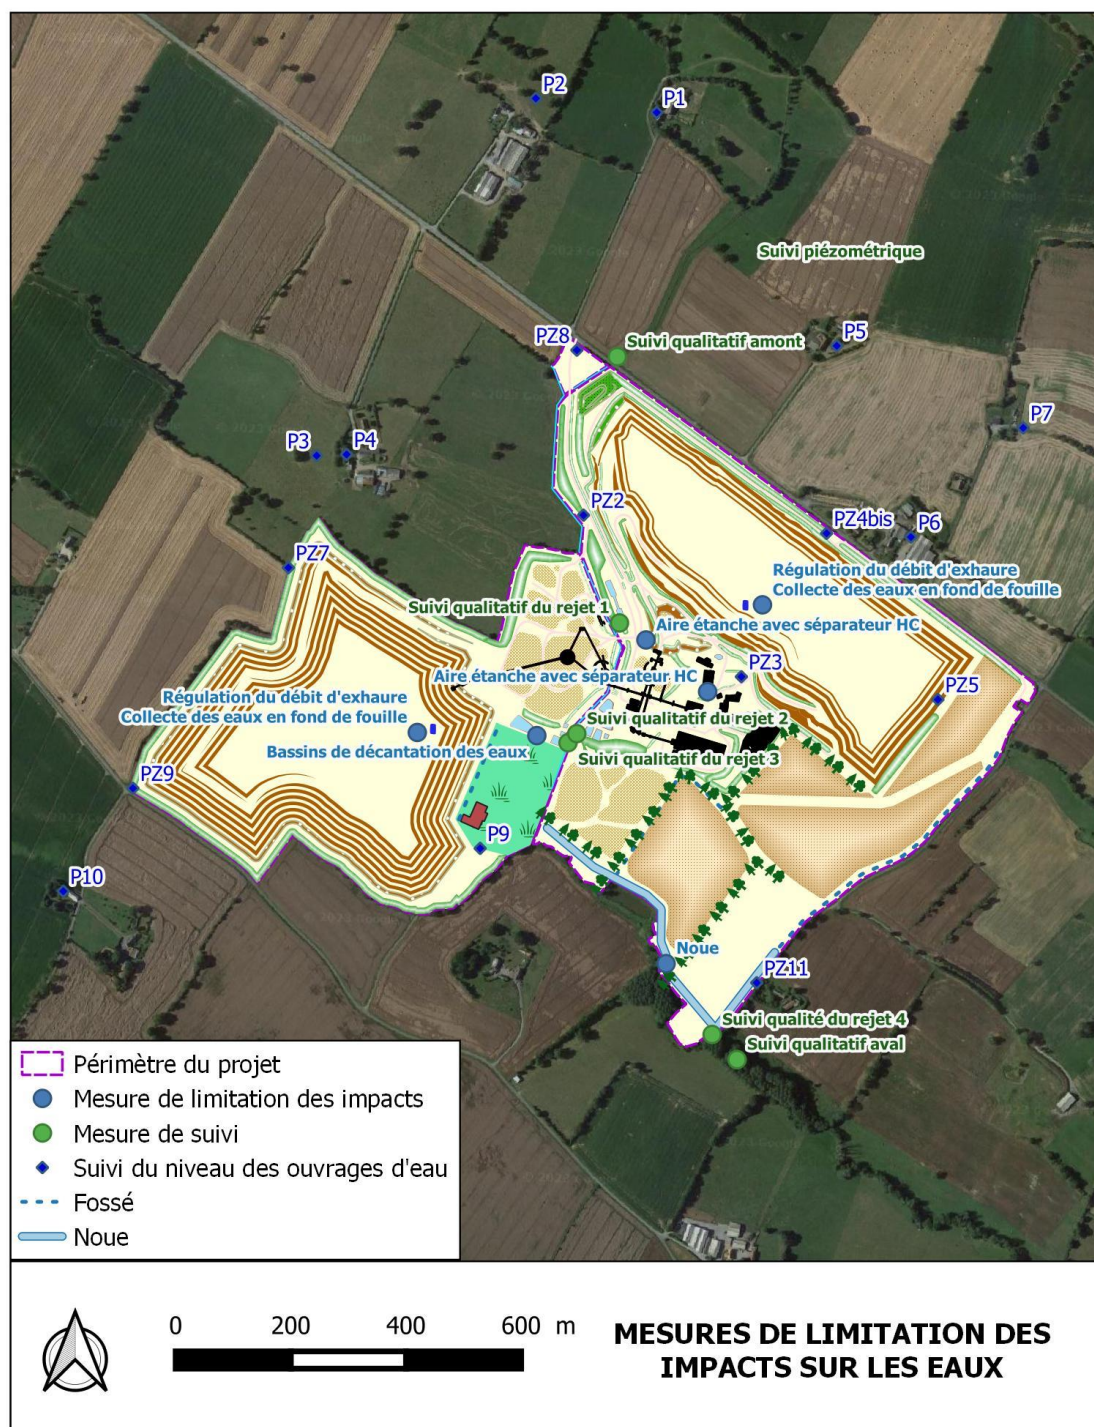 P2
P1
Suivi piézométrique
PZ8
Suivi qualitatif amont
P5
P7
P3
P4
PZ2
PZ4bis
P6
PZ7
Régulation du débit d'exhaure
Collecte des eaux en fond de fouille
Suivi qualitatif du rejet 1
Aire étanche avec séparateur HC
PZ3
Aire étanche avec séparateur HC
PZ5
Régulation du débit d'exhaure
Collecte des eaux en fond de fouille
Suivi qualitatif du rejet 2
Bassins de décantation des eaux
Suivi qualitatif du rejet 3
PZ9
P9
P10
Noue
PZ11
Suivi qualité du rejet 4
Suivi qualitatif aval
Périmètre du projet
Mesure de limitation des impacts
Mesure de suivi
Suivi du niveau des ouvrages d'eau
Fossé
Noue
0 200 400 600 m
MESURES DE LIMITATION DES
IMPACTS SUR LES EAUX